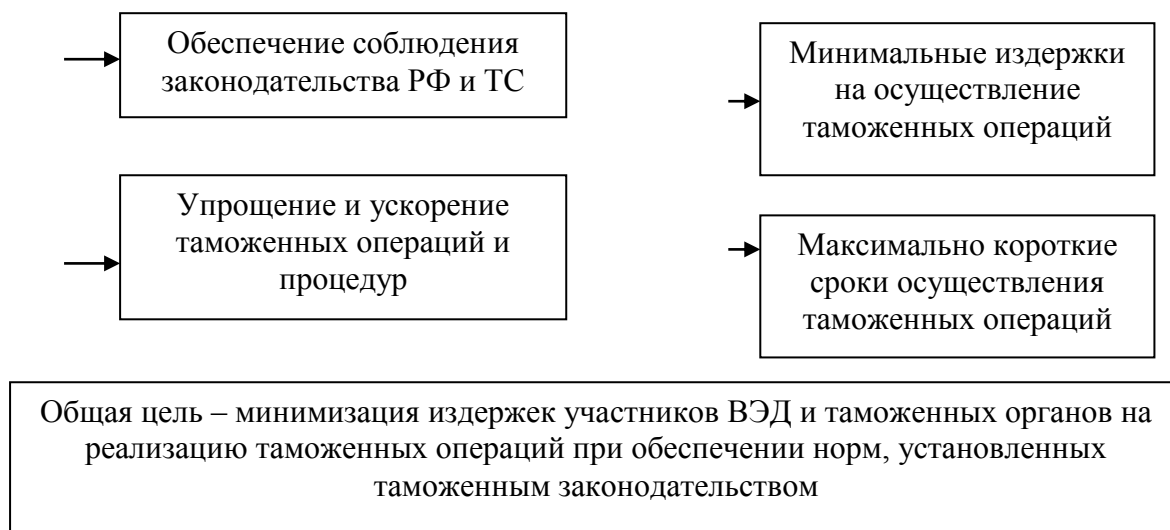 Обеспечение соблюдения
законодательства РФ и ТС
Упрощение и ускорение
таможенных операций и
процедур
Минимальные издержки
на осуществление
таможенных операций
Максимально короткие
сроки осуществления
таможенных операций
Общая цель – минимизация издержек участников ВЭД и таможенных органов на
реализацию таможенных операций при обеспечении норм, установленных
таможенным законодательством